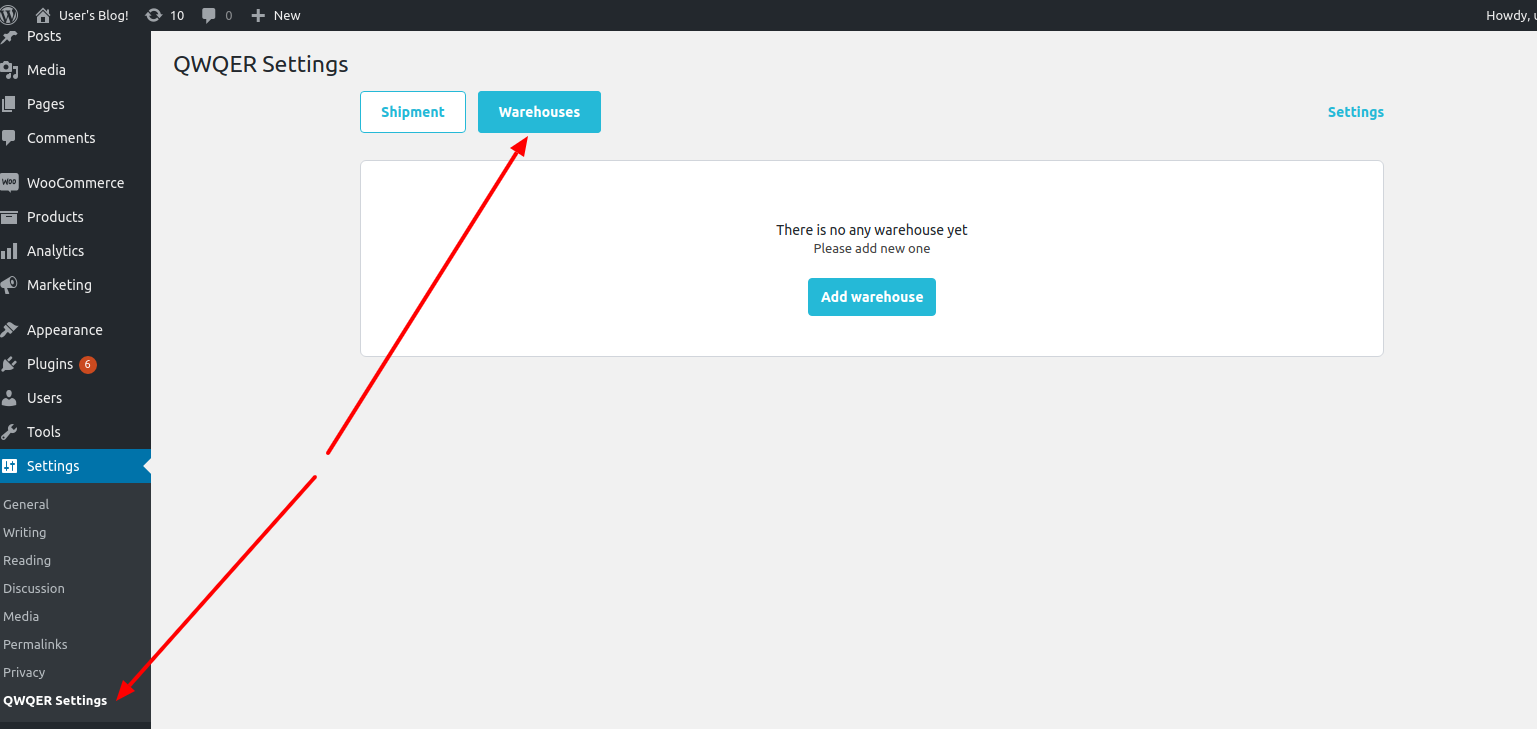 User's Blog! 10 0 New Howdy, u
Posts
Media
Pages
Comments
WooCommerce
Products
Analytics
Marketing
Appearance
Plugins 6
Users
Tools
Settings
General
Writing
Reading
Discussion
Media
Permalinks
Privacy
QWQER Settings
QWQER Settings
Shipment Warehouses Settings
There is no any warehouse yet
Please add new one
Add warehouse